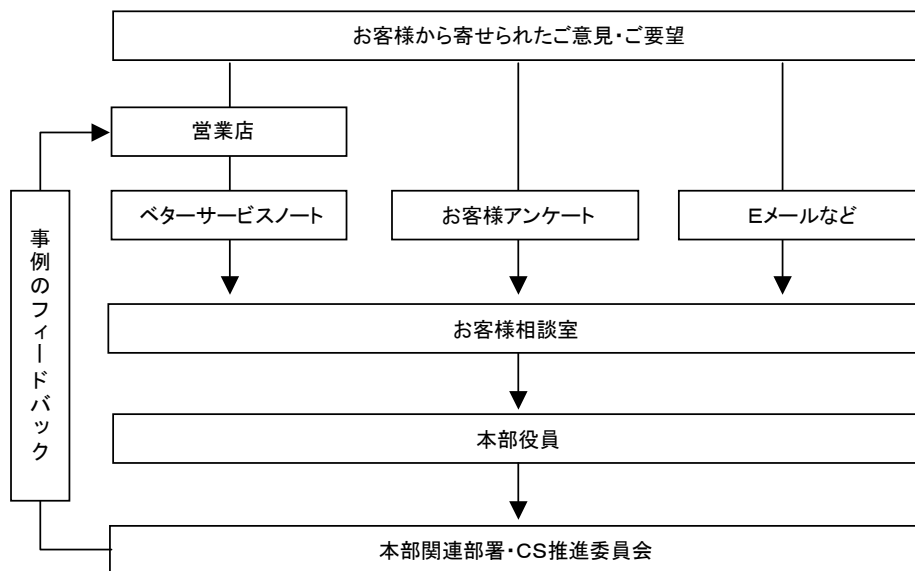 お客様から寄せられたご意見・ご要望
営業店
ベターサービスノート
お客様アンケート
Eメールなど
事例のフィードバック
お客様相談室
本部役員
本部関連部署・CS推進委員会